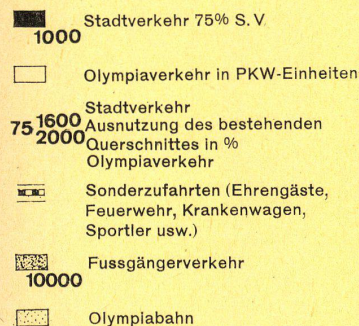 Stadtverkehr 75% S.V
1000
Olympiaverkehr in PKW-Einheiten
Stadtverkehr
75 1600 Ausnutzung des bestehenden
2000 Querschnittes in %
Olympiaverkehr
Sonderzufahrten (Ehrengäste,
Feuerwehr, Krankenwagen,
Sportler usw.)
Fussgängerverkehr
10000
Olympiabahn